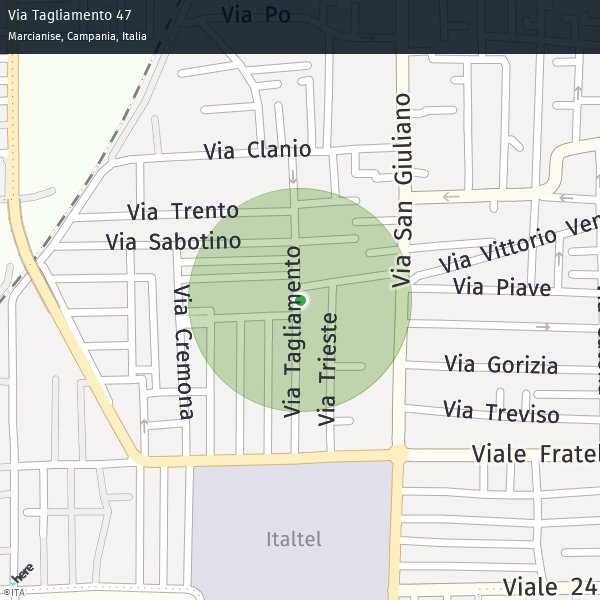 Via Tagliamento 47
Marcianise, Campania, Italia
Via Po
Via Clanio
Via San Giuliano
Via Trento
Via Sabotino
Via Vittorio Ven
Via Tagliamento
Via Piave
Via Cremona
Via Trieste
Via Gorizia
Via Treviso
Viale Fratel
Italtel
Viale 24
here
©ITA